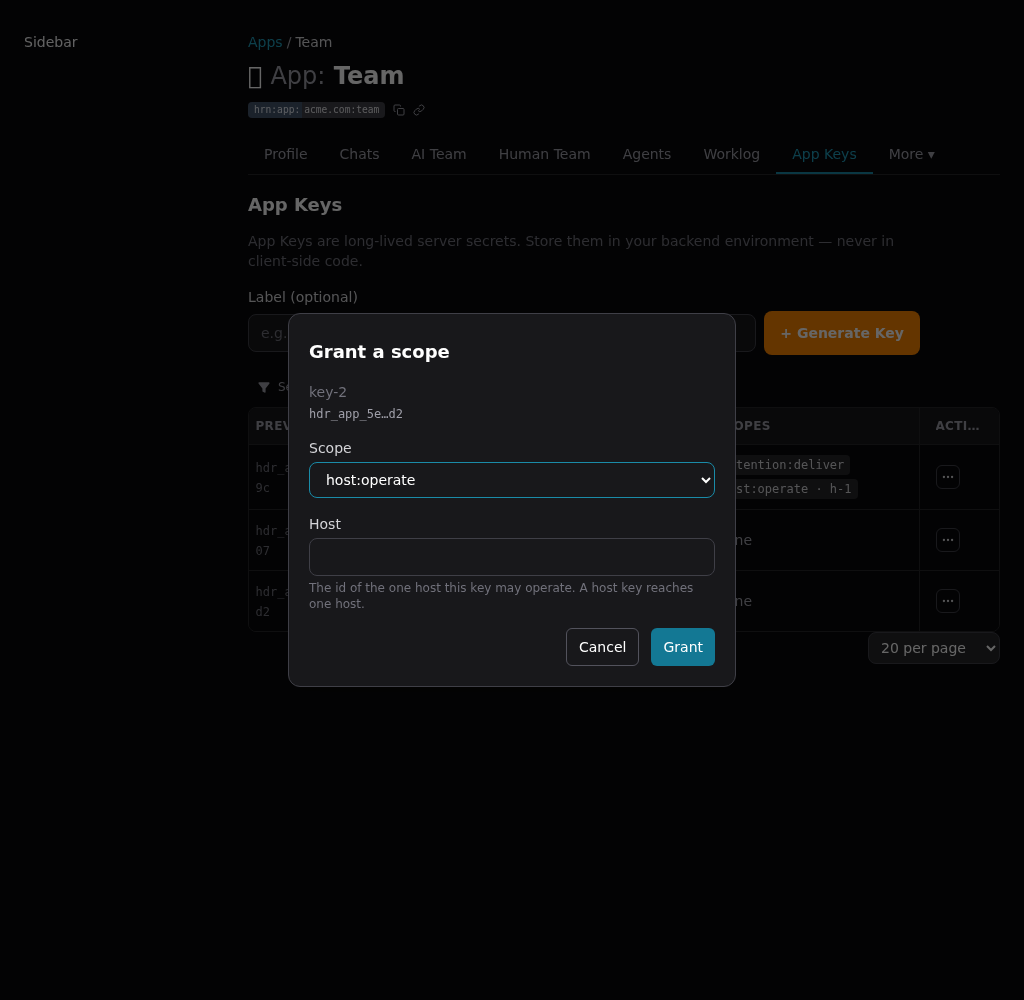 Sidebar
Apps / Team
App: Team
hrn:app: acme.com:team
Profile Chats AI Team Human Team Agents Worklog App Keys More ▾
App Keys
App Keys are long-lived server secrets. Store them in your backend environment — never in
client-side code.
Label (optional)
e.g.
+ Generate Key
Grant a scope
key-2
hdr_app_5e…d2
Scope
host:operate
Host
The id of the one host this key may operate. A host key reaches
one host.
Cancel Grant
ACTI…
9c
h-1
07
d2
20 per page